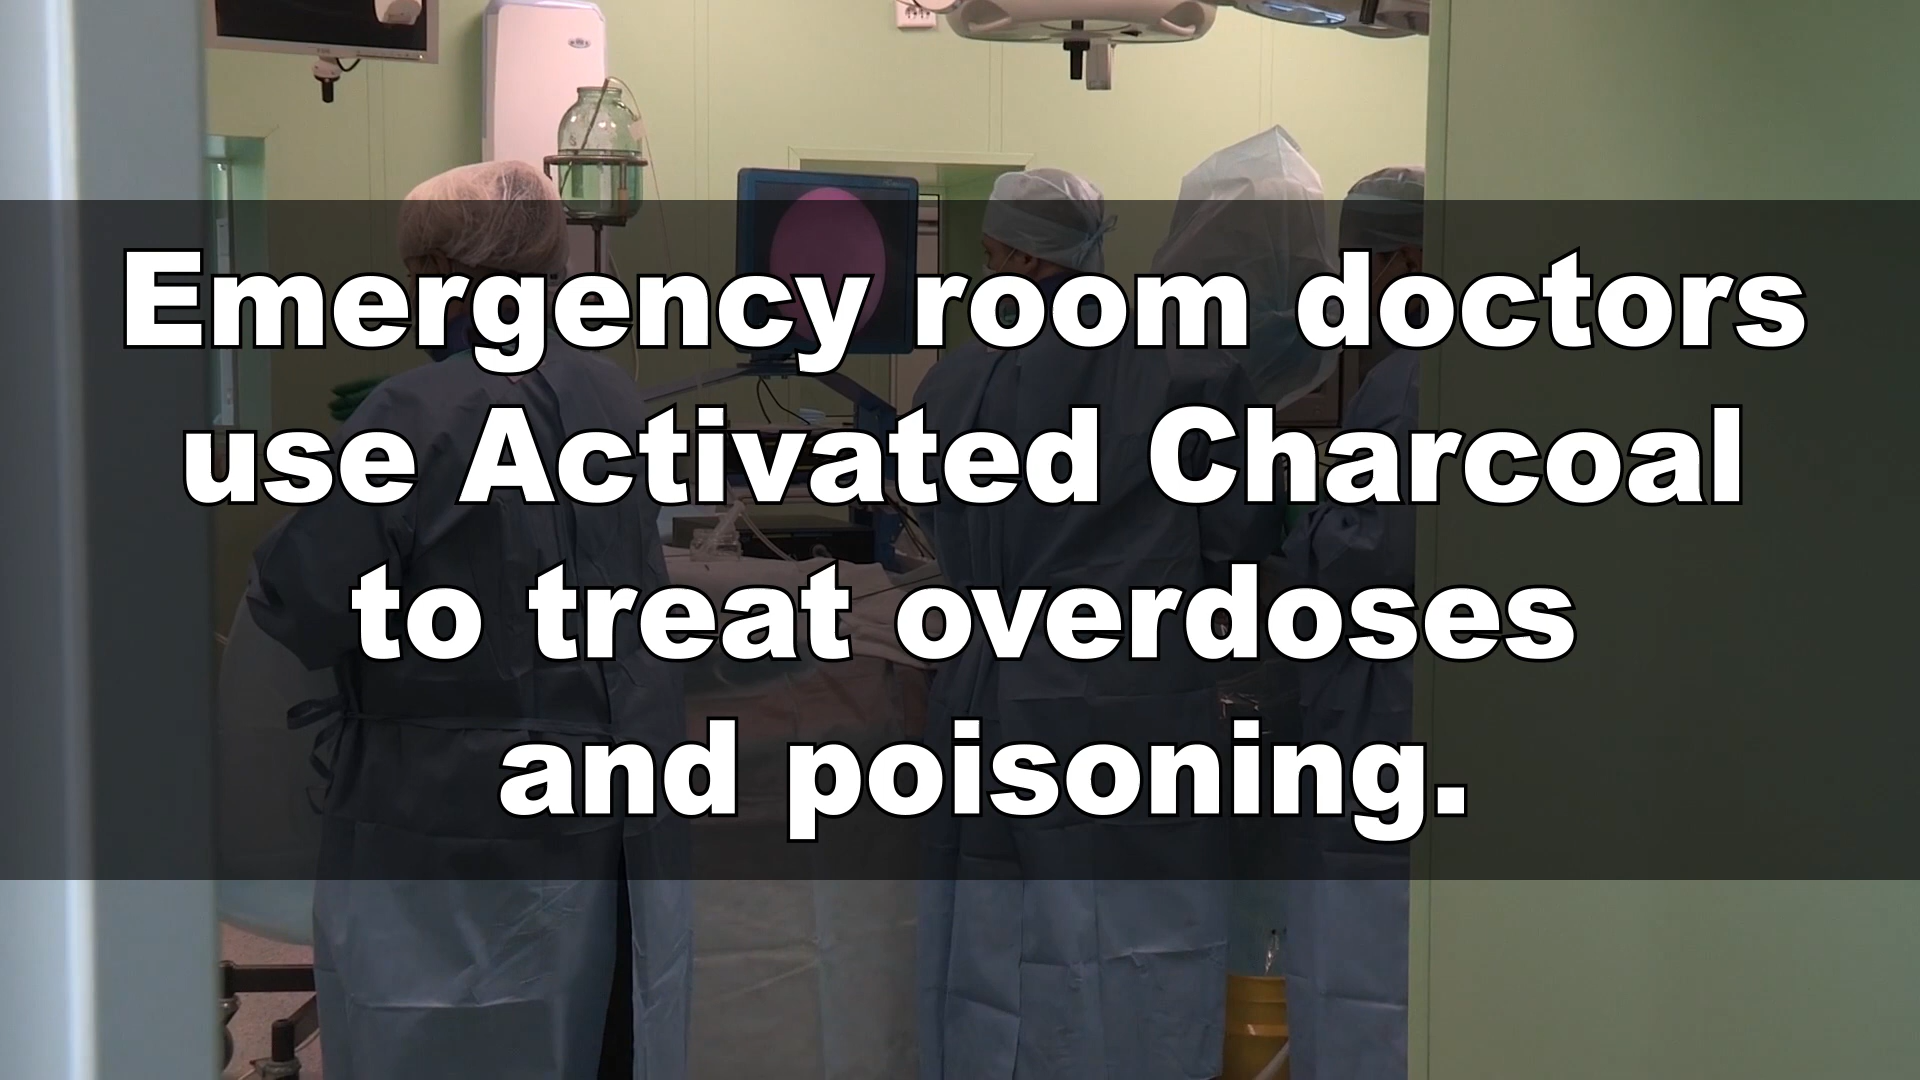 Emergency room doctors
use Activated Charcoal
to treat overdoses
and poisoning.